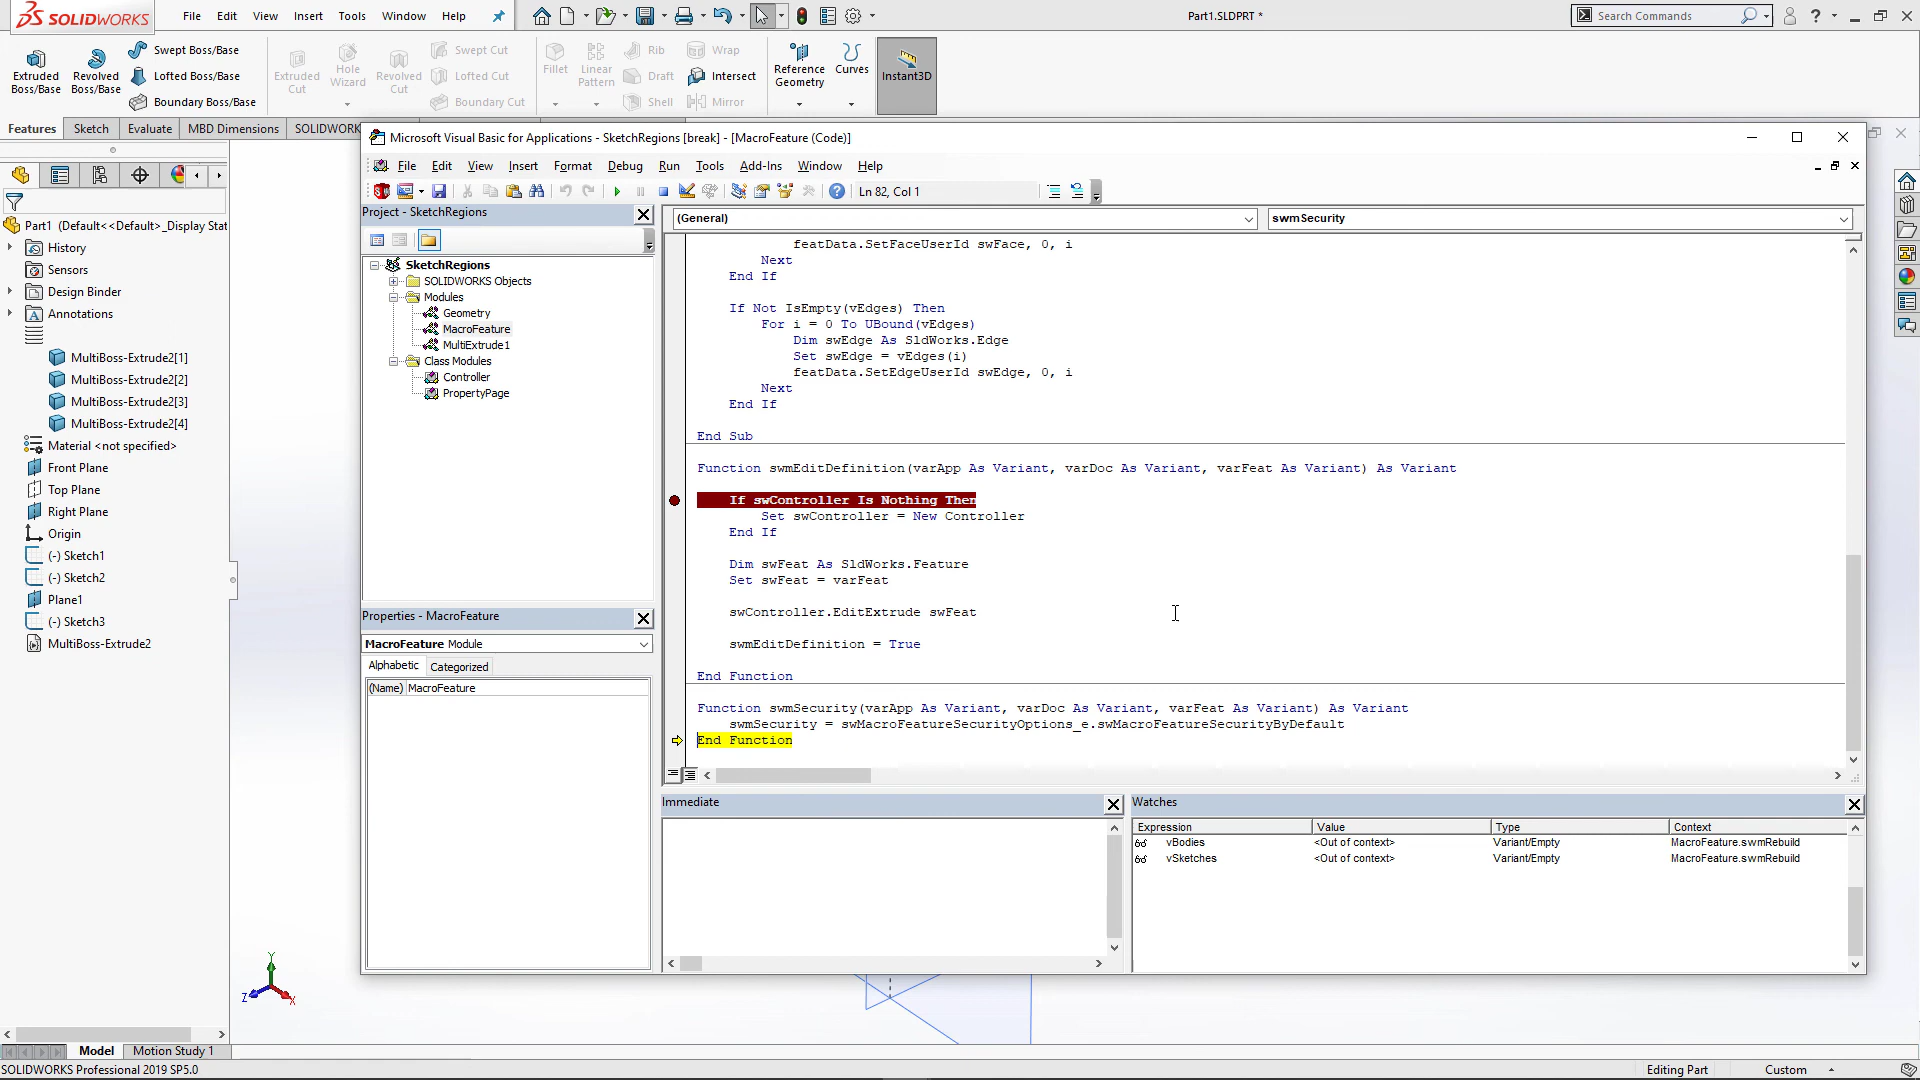 SOLIDWORKS File Edit View Insert Tools Window Help Part1.SLDPRT * Search Commands
Extruded Boss/Base
Revolved Boss/Base
Swept Boss/Base
Lofted Boss/Base
Boundary Boss/Base
Extruded Cut
Hole Wizard
Revolved Cut
Swept Cut
Lofted Cut
Boundary Cut
Fillet
Linear Pattern
Rib
Draft
Shell
Wrap
Intersect
Mirror
Reference Geometry
Curves
Instant3D
Features Sketch Evaluate MBD Dimensions SOLIDWORK
Part1 (Default<<Default>_Display Stat
History
Sensors
Design Binder
Annotations
MultiBoss-Extrude2[1]
MultiBoss-Extrude2[2]
MultiBoss-Extrude2[3]
MultiBoss-Extrude2[4]
Material <not specified>
Front Plane
Top Plane
Right Plane
Origin
(-) Sketch1
(-) Sketch2
Plane1
(-) Sketch3
MultiBoss-Extrude2
Microsoft Visual Basic for Applications - SketchRegions [break] - [MacroFeature (Code)]
File Edit View Insert Format Debug Run Tools Add-Ins Window Help
Ln 82, Col 1
Project - SketchRegions
SketchRegions
SOLIDWORKS Objects
Modules
Geometry
MacroFeature
MultiExtrude1
Class Modules
Controller
PropertyPage
Properties - MacroFeature
MacroFeature Module
Alphabetic Categorized
(Name) MacroFeature
(General) swmSecurity
featData.SetFaceUserId swFace, 0, i
Next
End If
If Not IsEmpty(vEdges) Then
For i = 0 To UBound(vEdges)
Dim swEdge As SldWorks.Edge
Set swEdge = vEdges(i)
featData.SetEdgeUserId swEdge, 0, i
Next
End If
End Sub
Function swmEditDefinition(varApp As Variant, varDoc As Variant, varFeat As Variant) As Variant
If swController Is Nothing Then
Set swController = New Controller
End If
Dim swFeat As SldWorks.Feature
Set swFeat = varFeat
swController.EditExtrude swFeat
swmEditDefinition = True
End Function
Function swmSecurity(varApp As Variant, varDoc As Variant, varFeat As Variant) As Variant
swmSecurity = swMacroFeatureSecurityOptions_e.swMacroFeatureSecurityByDefault
End Function
Immediate
Watches
Expression Value Type Context
vBodies <Out of context> Variant/Empty MacroFeature.swmRebuild
vSketches <Out of context> Variant/Empty MacroFeature.swmRebuild
Y
Z
X
Model Motion Study 1
SOLIDWORKS Professional 2019 SP5.0 Editing Part Custom